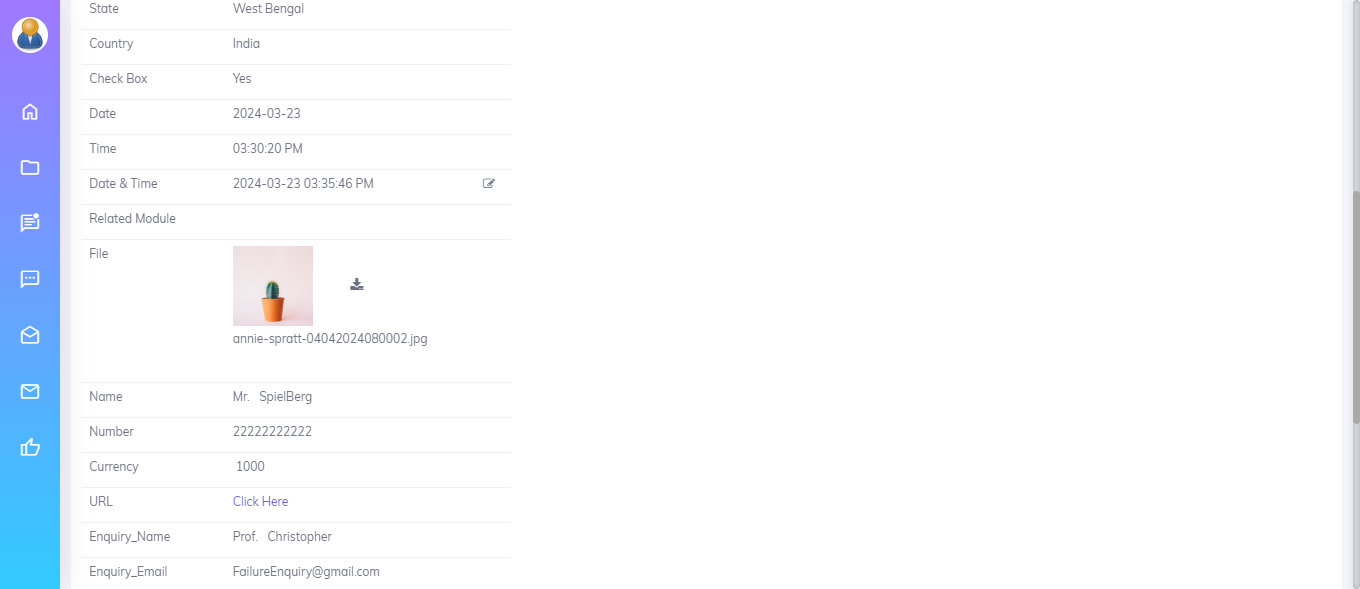 State West Bengal
Country India
Check Box Yes
Date 2024-03-23
Time 03:30:20 PM
Date & Time 2024-03-23 03:35:46 PM
Related Module
File
annie-spratt-04042024080002.jpg
Name Mr. SpielBerg
Number 22222222222
Currency 1000
URL Click Here
Enquiry_Name Prof. Christopher
Enquiry_Email FailureEnquiry@gmail.com